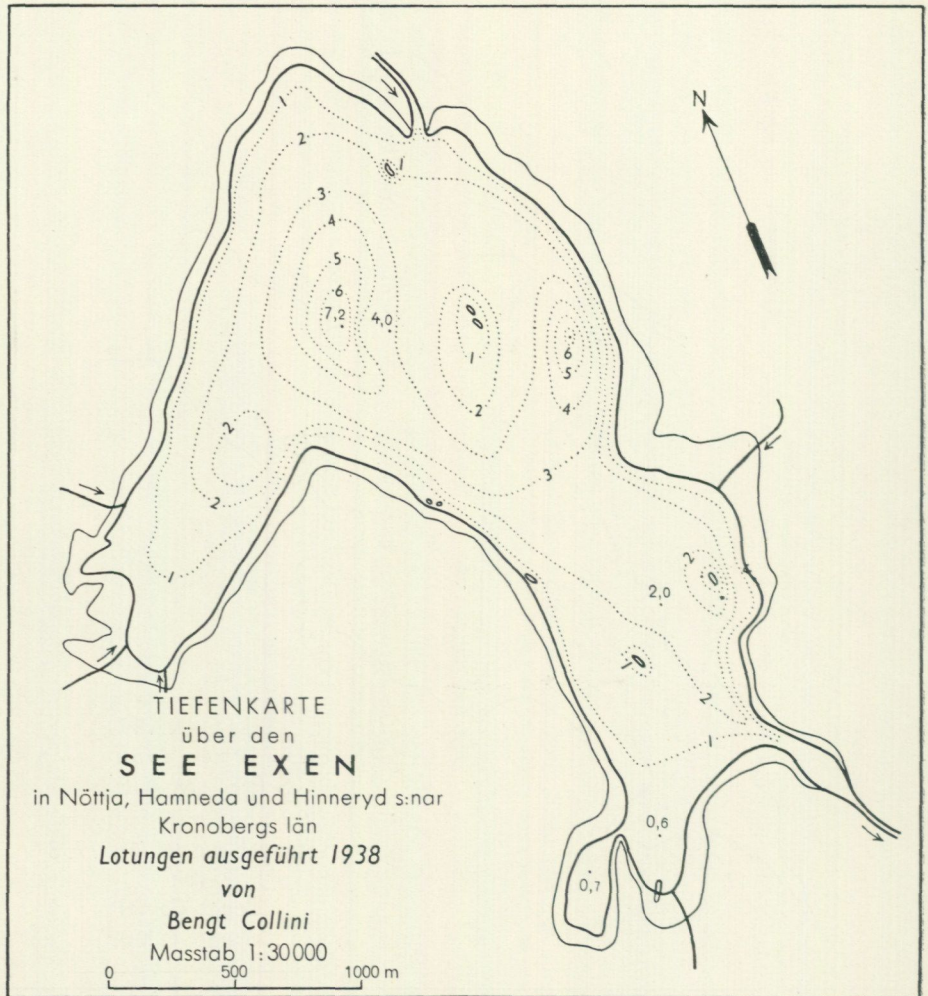 N
1
2
1
3
4
5
6
7,2
4,0
1
2
6
5
4
3
2
2
1
2
2,0
1
2
1
0,6
0,7
TIEFENKARTE
über den
SEE EXEN
in Nöttja, Hamneda und Hinneryd s:nar
Kronobergs län
Lotungen ausgeführt 1938
von
Bengt Collini
Masstab 1:30000
0 500 1000 m